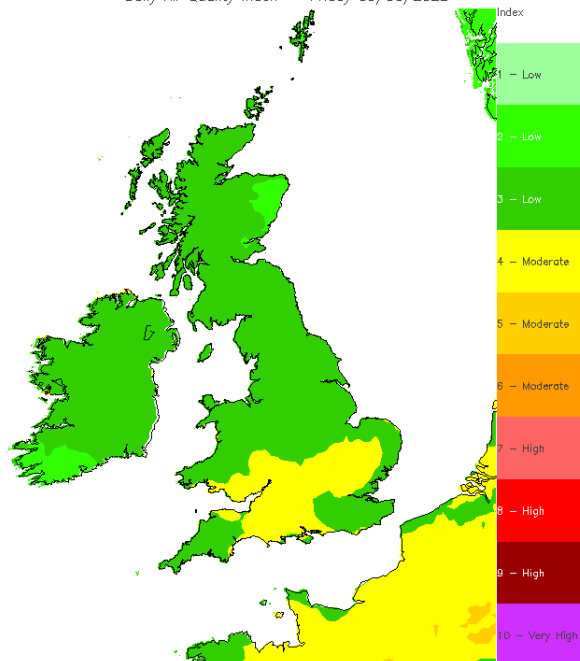 Index
1 - Low
2 - Low
3 - Low
4 - Moderate
5 - Moderate
6 - Moderate
7 - High
8 - High
9 - High
10 - Very High